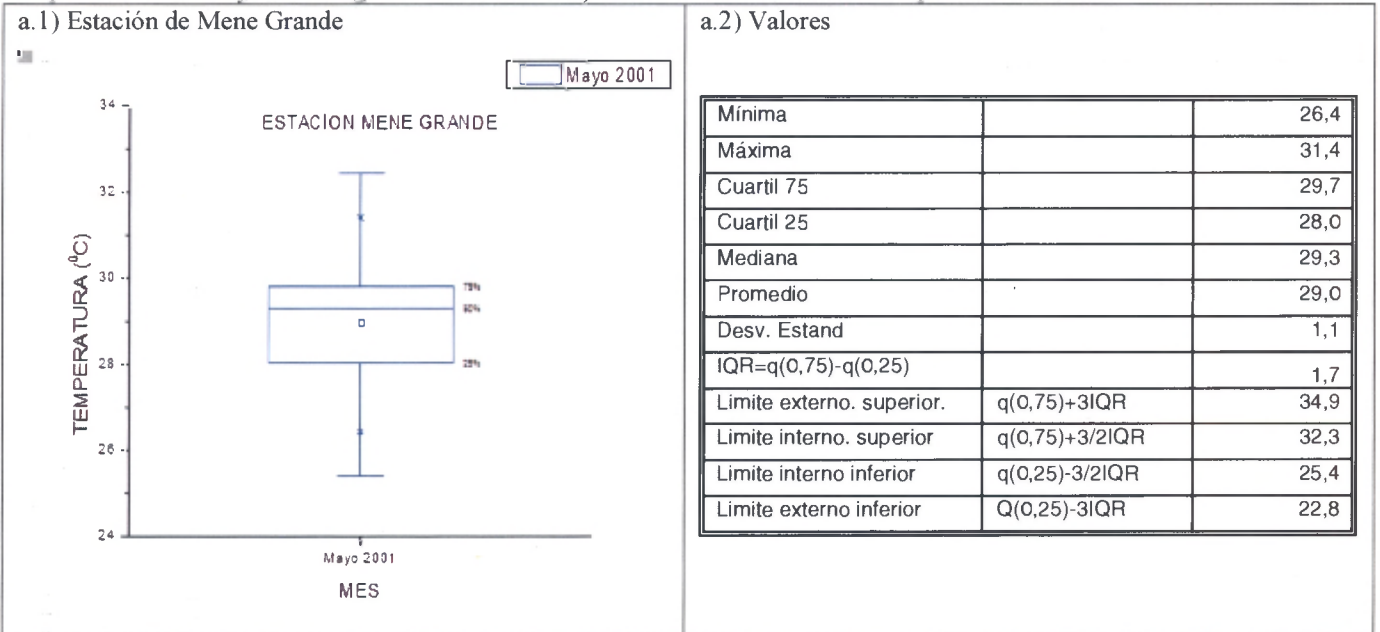 a.1) Estación de Mene Grande
Mayo 2001
ESTACION MENE GRANDE
34
32
30
28
26
24
TEMPERATURA (⁰C)
75%
50%
25%
Mayo 2001
MES
a.2) Valores
Mínima 26,4
Máxima 31,4
Cuartil 75 29,7
Cuartil 25 28,0
Mediana 29,3
Promedio 29,0
Desv. Estand 1,1
IQR=q(0,75)-q(0,25) 1,7
Limite externo. superior. q(0,75)+3IQR 34,9
Limite interno. superior q(0,75)+3/2IQR 32,3
Limite interno inferior q(0,25)-3/2IQR 25,4
Limite externo inferior Q(0,25)-3IQR 22,8